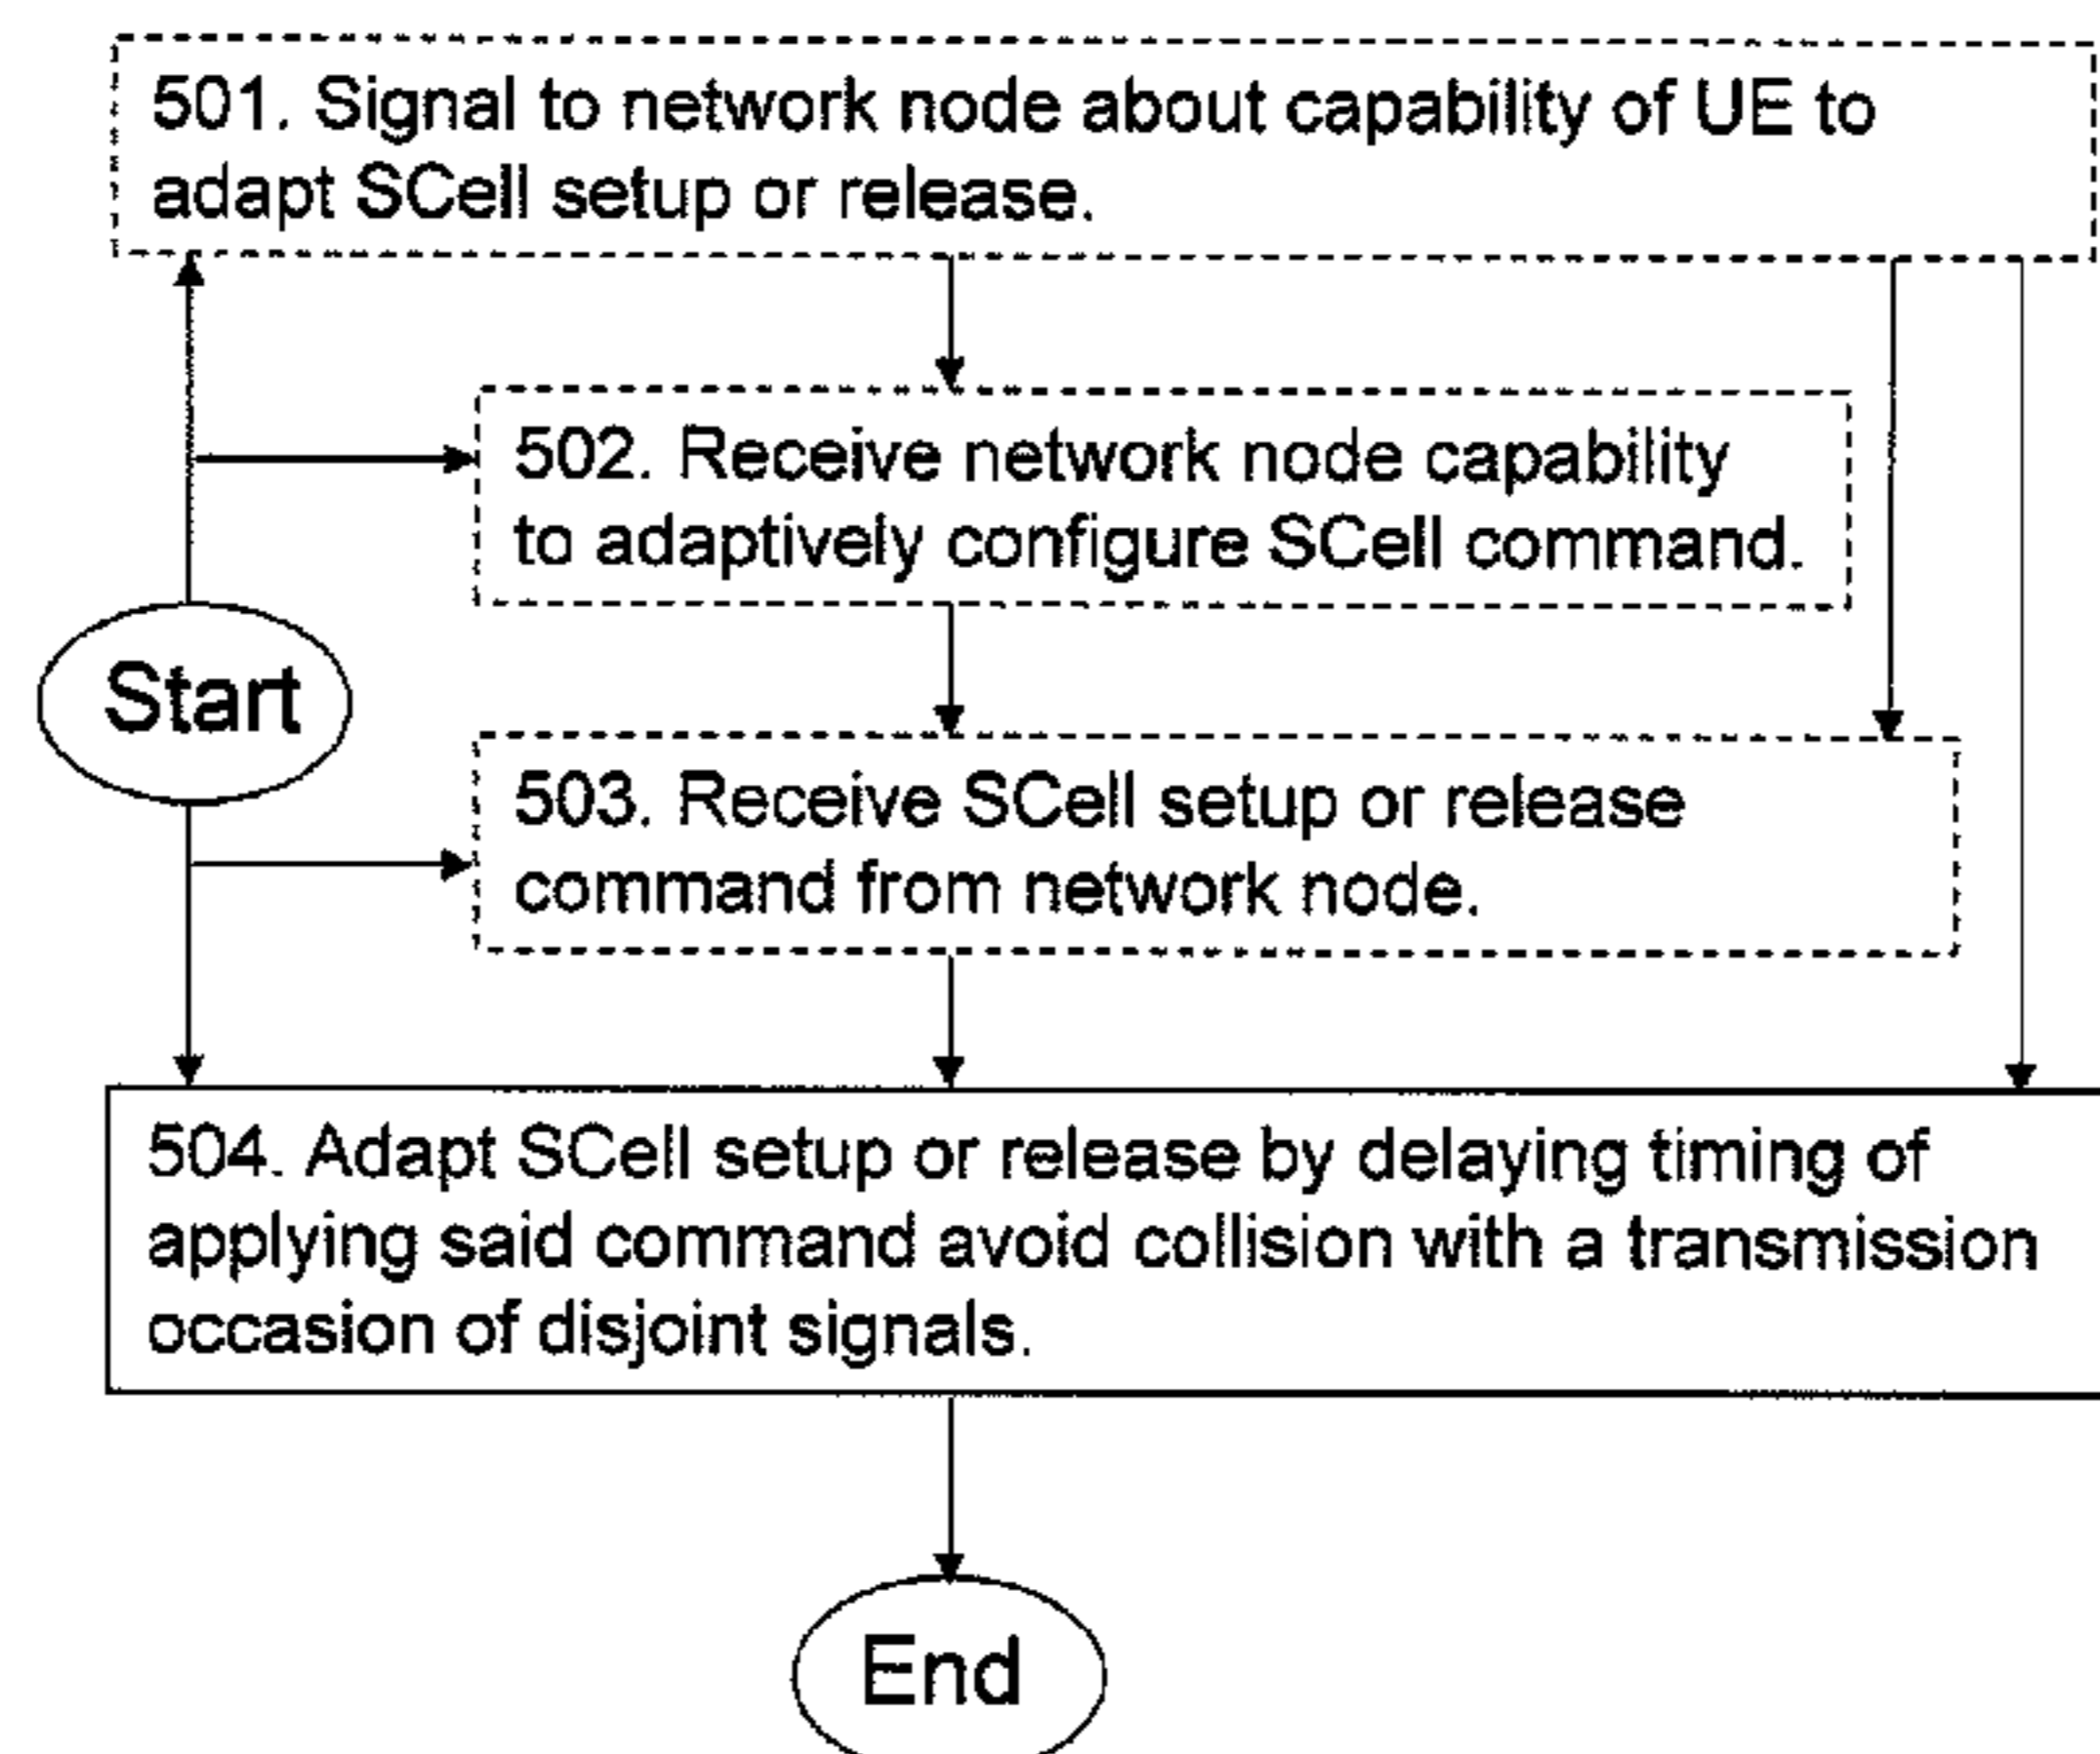 501. Signal to network node about capability of UE to
adapt SCell setup or release.
502. Receive network node capability
to adaptively configure SCell command.
Start
503. Receive SCell setup or release
command from network node.
504. Adapt SCell setup or release by delaying timing of
applying said command avoid collision with a transmission
occasion of disjoint signals.
End